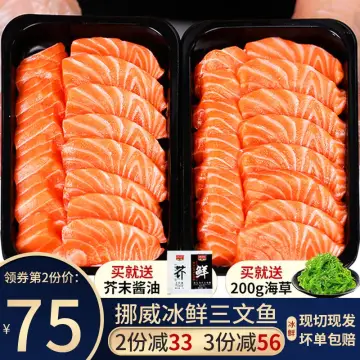 买就送
芥末酱油
芥
鲜
买就送
200g海草
领券第2份价：
¥75
挪威冰鲜三文鱼
2份减33 3份减56
冰鲜
现切现发
坏单包赔